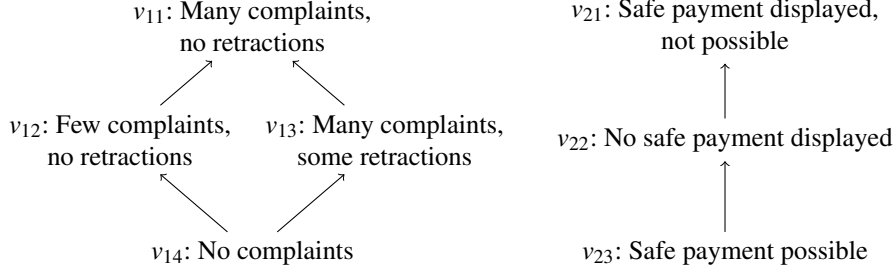 v11: Many complaints,
no retractions
v12: Few complaints,
no retractions
v13: Many complaints,
some retractions
v14: No complaints
v21: Safe payment displayed,
not possible
v22: No safe payment displayed
v23: Safe payment possible